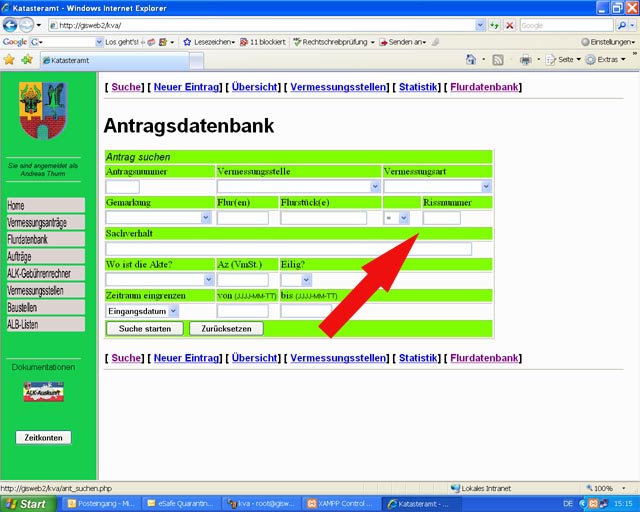 Katasteramt - Windows Internet Explorer
http://gisweb2/kva/
Google
Google
Los geht's!
Lesezeichen
11 blockiert
Rechtschreibprüfung
Senden an
Einstellungen
Katasteramt
Seite
Extras
[ Suche] [ Neuer Eintrag] [ Übersicht] [ Vermessungsstellen] [ Statistik] [ Flurdatenbank]
Sie sind angemeldet als
Andreas Thurm
Home
Vermessungsanträge
Flurdatenbank
Aufträge
ALK-Gebührenrechner
Vermessungsstellen
Baustellen
ALB-Listen
Dokumentationen
ALK-Auskunft
Zeitkonten
Antragsdatenbank
Antrag suchen
Antragsnummer Vermessungsstelle Vermessungsart
Gemarkung Flur(en) Flurstück(e) Rissnummer
=
Sachverhalt
Wo ist die Akte? Az (VmSt.) Eilig?
Zeitraum eingrenzen von (JJJJ-MM-TT) bis (JJJJ-MM-TT)
Eingangsdatum
Suche starten Zurücksetzen
[ Suche] [ Neuer Eintrag] [ Übersicht] [ Vermessungsstellen] [ Statistik] [ Flurdatenbank]
http://gisweb2/kva/ant_suchen.php
Lokales Intranet
100%
Start
Posteingang - Mi...
eSafe Quarantin...
kva - root@gisw...
XAMPP Control ...
Katasteramt - ...
DE
15:15